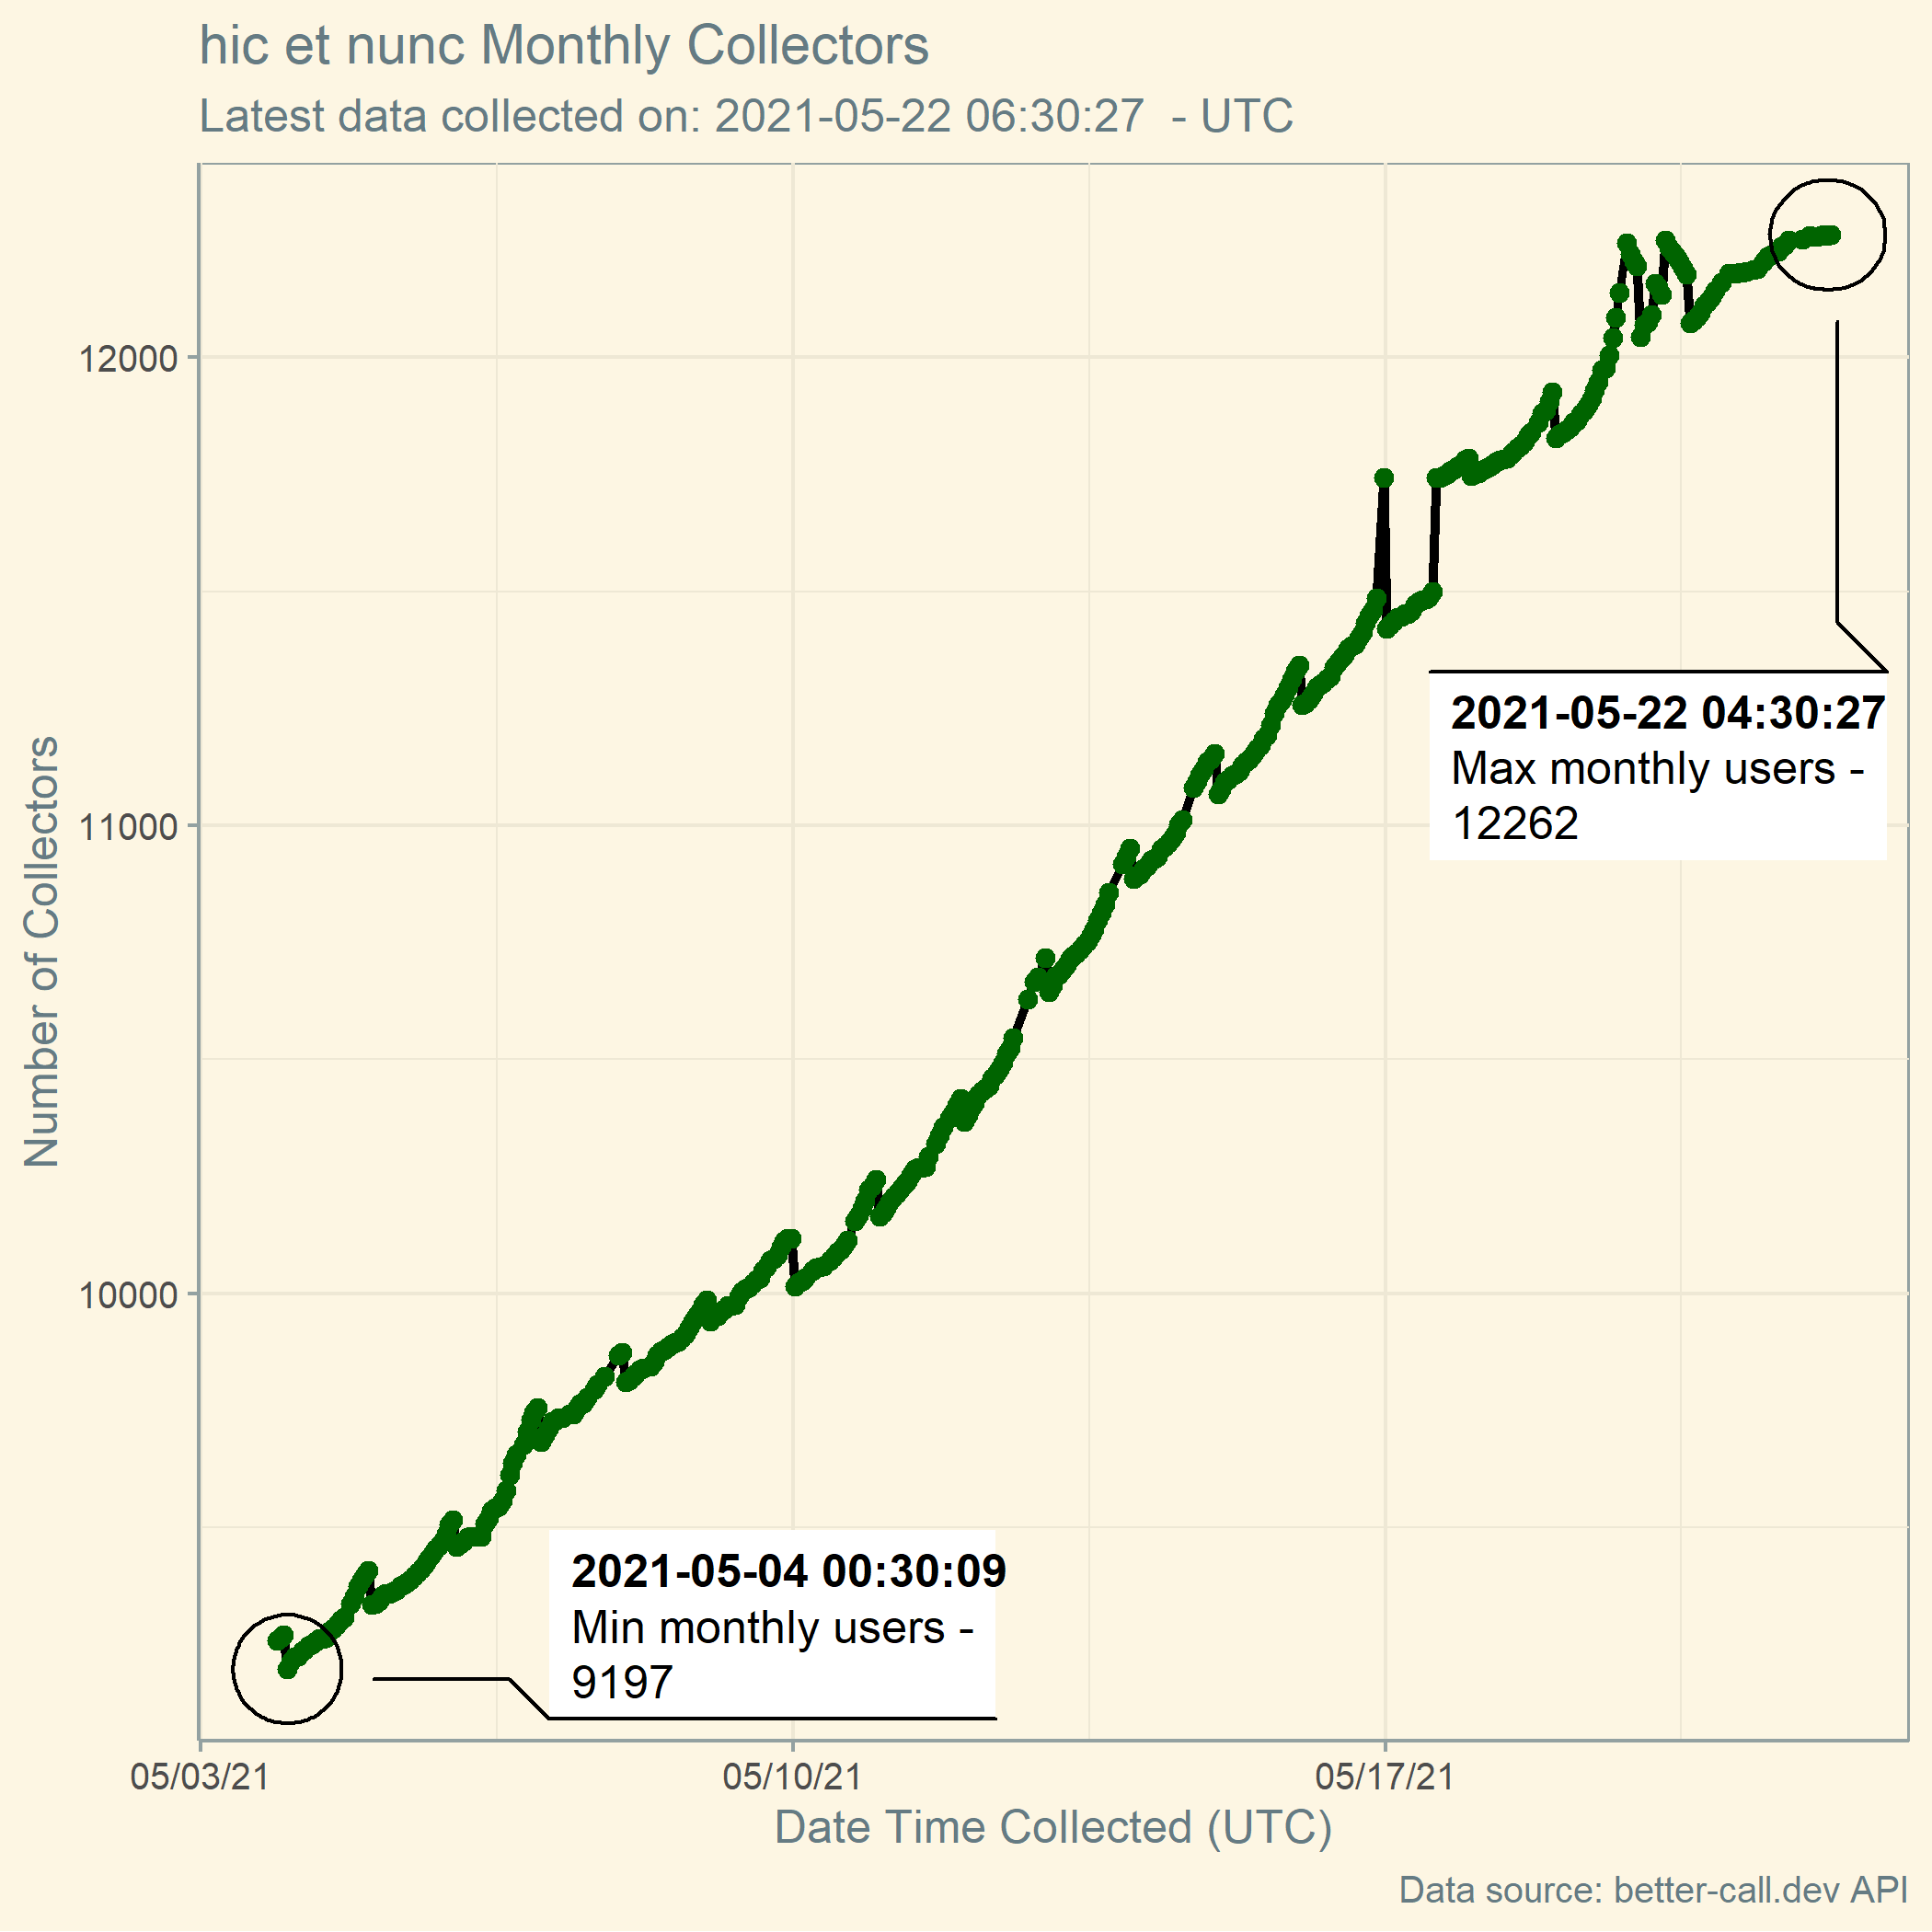 hic et nunc Monthly Collectors
Latest data collected on: 2021-05-22 06:30:27  - UTC
Number of Collectors
12000
11000
10000
2021-05-22 04:30:27
Max monthly users -
12262
2021-05-04 00:30:09
Min monthly users -
9197
05/03/21
05/10/21
05/17/21
Date Time Collected (UTC)
Data source: better-call.dev API